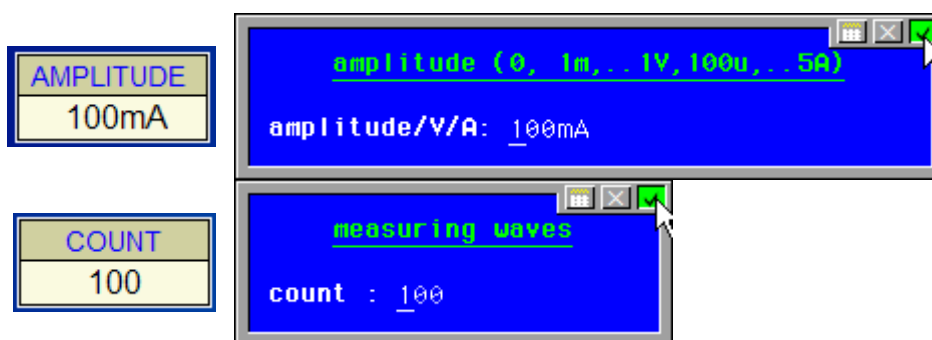 AMPLITUDE
100mA
amplitude (0, 1m,..1V,100u,..5A)
amplitude/V/A: 100mA
COUNT
100
measuring waves
count : 100